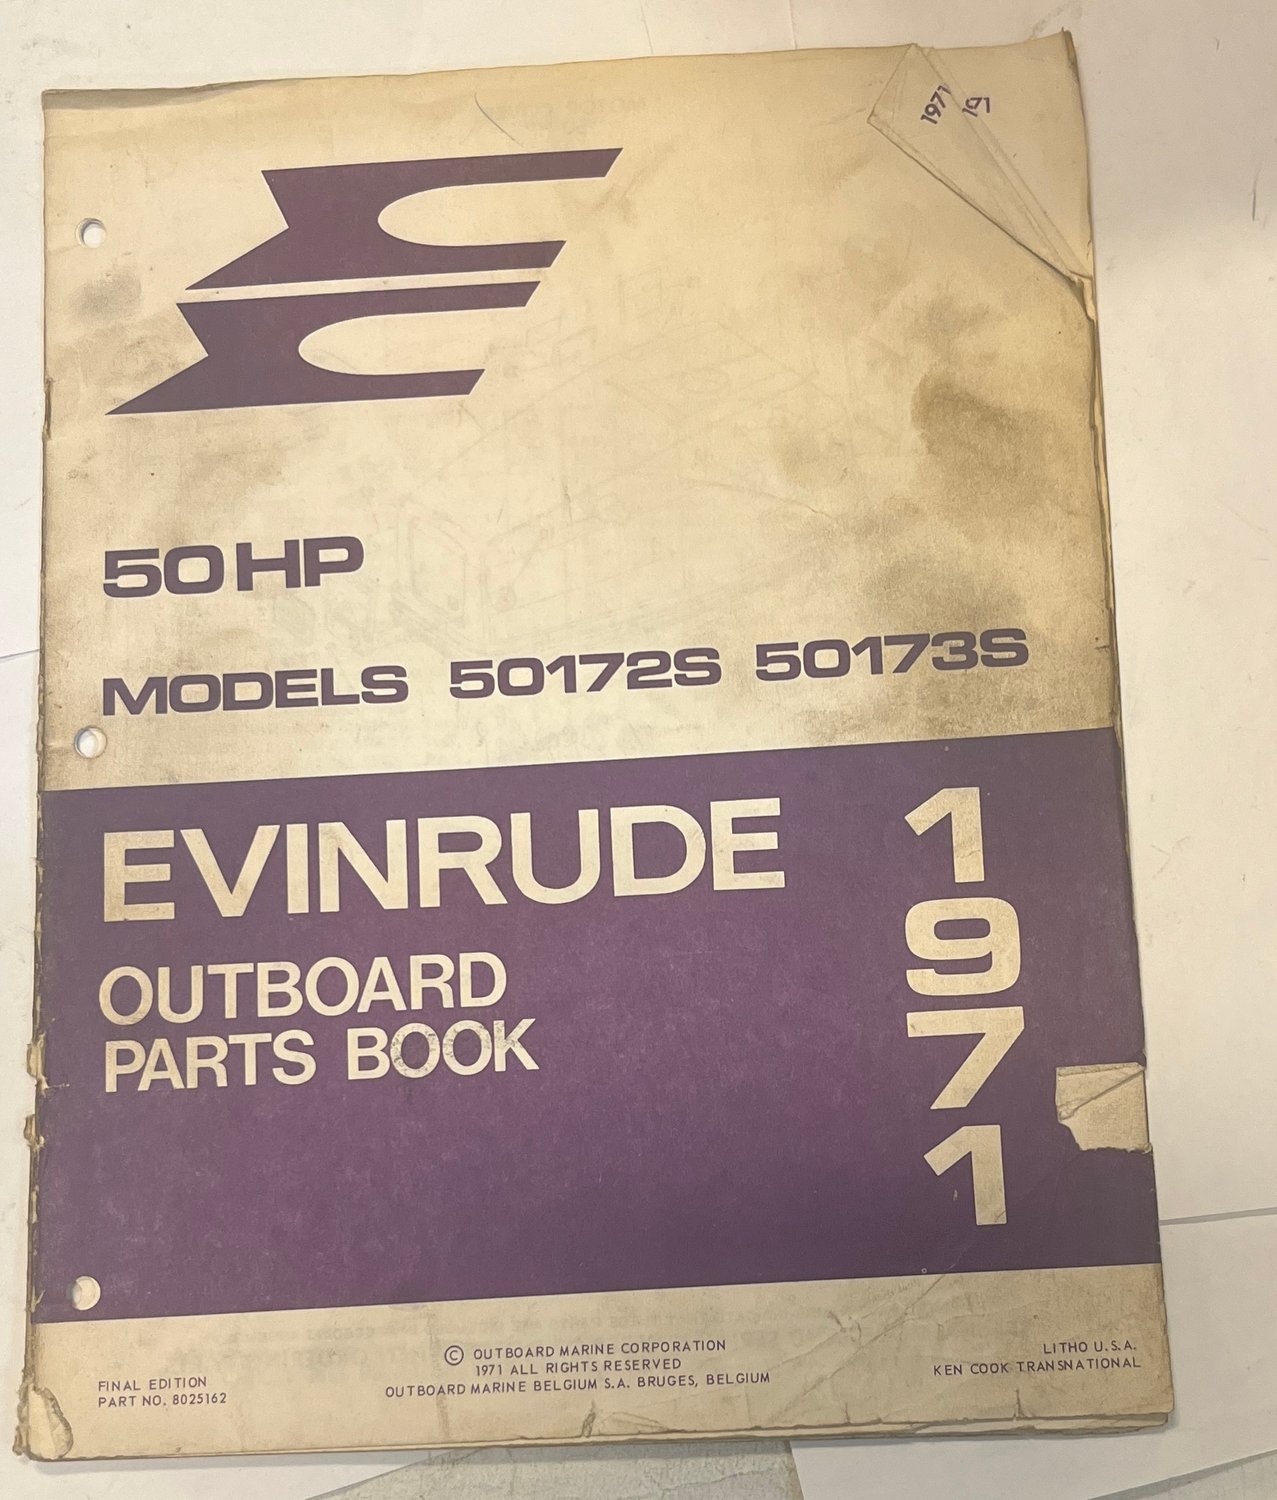 1971
50 HP
MODELS 50172S 50173S
EVINRUDE
1971
OUTBOARD
PARTS BOOK
© OUTBOARD MARINE CORPORATION
1971 ALL RIGHTS RESERVED
OUTBOARD MARINE BELGIUM S.A. BRUGES, BELGIUM
FINAL EDITION
PART NO. 8025162
LITHO U.S.A.
KEN COOK TRANSNATIONAL